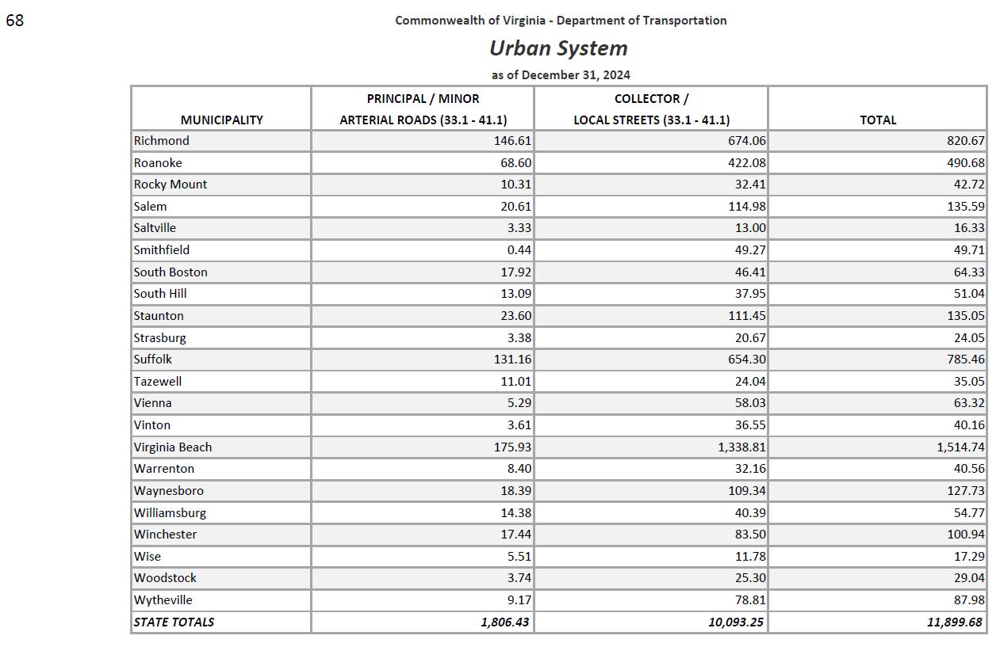 68
Commonwealth of Virginia - Department of Transportation
Urban System
as of December 31, 2024
PRINCIPAL / MINOR COLLECTOR /
MUNICIPALITY ARTERIAL ROADS (33.1 - 41.1) LOCAL STREETS (33.1 - 41.1) TOTAL
Richmond 146.61 674.06 820.67
Roanoke 68.60 422.08 490.68
Rocky Mount 10.31 32.41 42.72
Salem 20.61 114.98 135.59
Saltville 3.33 13.00 16.33
Smithfield 0.44 49.27 49.71
South Boston 17.92 46.41 64.33
South Hill 13.09 37.95 51.04
Staunton 23.60 111.45 135.05
Strasburg 3.38 20.67 24.05
Suffolk 131.16 654.30 785.46
Tazewell 11.01 24.04 35.05
Vienna 5.29 58.03 63.32
Vinton 3.61 36.55 40.16
Virginia Beach 175.93 1,338.81 1,514.74
Warrenton 8.40 32.16 40.56
Waynesboro 18.39 109.34 127.73
Williamsburg 14.38 40.39 54.77
Winchester 17.44 83.50 100.94
Wise 5.51 11.78 17.29
Woodstock 3.74 25.30 29.04
Wytheville 9.17 78.81 87.98
STATE TOTALS 1,806.43 10,093.25 11,899.68